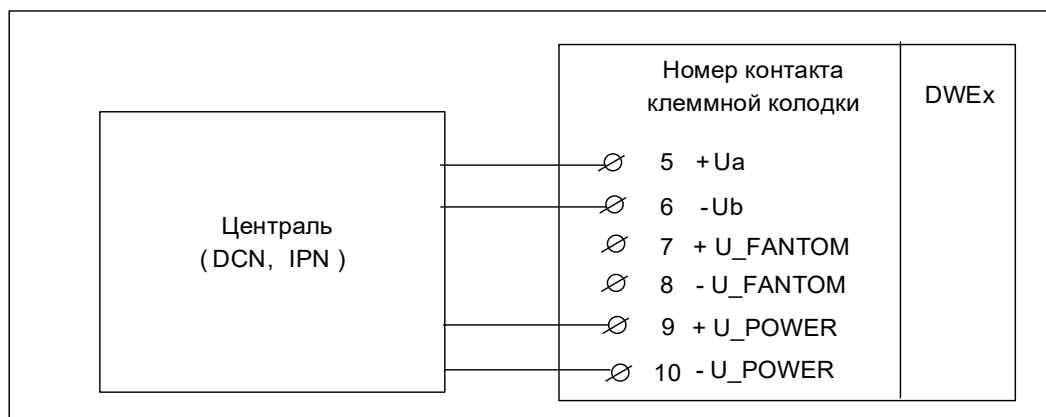 Номер контакта
клеммной колодки
DWEx
Централь
( DCN, IPN )
5 +Ua
6 -Ub
7 + U_FANTOM
8 - U_FANTOM
9 + U_POWER
10 - U_POWER